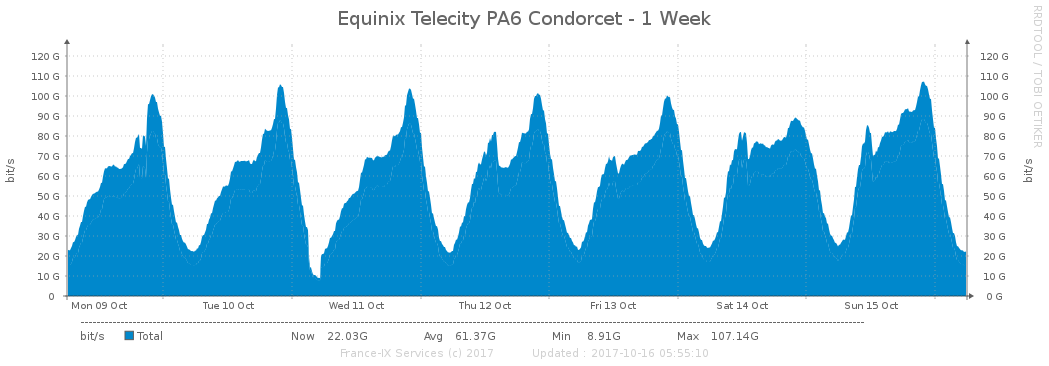 Equinix Telecity PA6 Condorcet - 1 Week
RRDTOOL / TOBI OETIKER
bit/s
120 G 120 G
110 G 110 G
100 G 100 G
90 G 90 G
80 G 80 G
70 G 70 G
60 G 60 G
50 G 50 G
40 G 40 G
30 G 30 G
20 G 20 G
10 G 10 G
0 0 G
bit/s
Mon 09 Oct Tue 10 Oct Wed 11 Oct Thu 12 Oct Fri 13 Oct Sat 14 Oct Sun 15 Oct
bit/s Total Now 22.03G Avg 61.37G Min 8.91G Max 107.14G
France-IX Services (c) 2017 Updated : 2017-10-16 05:55:10